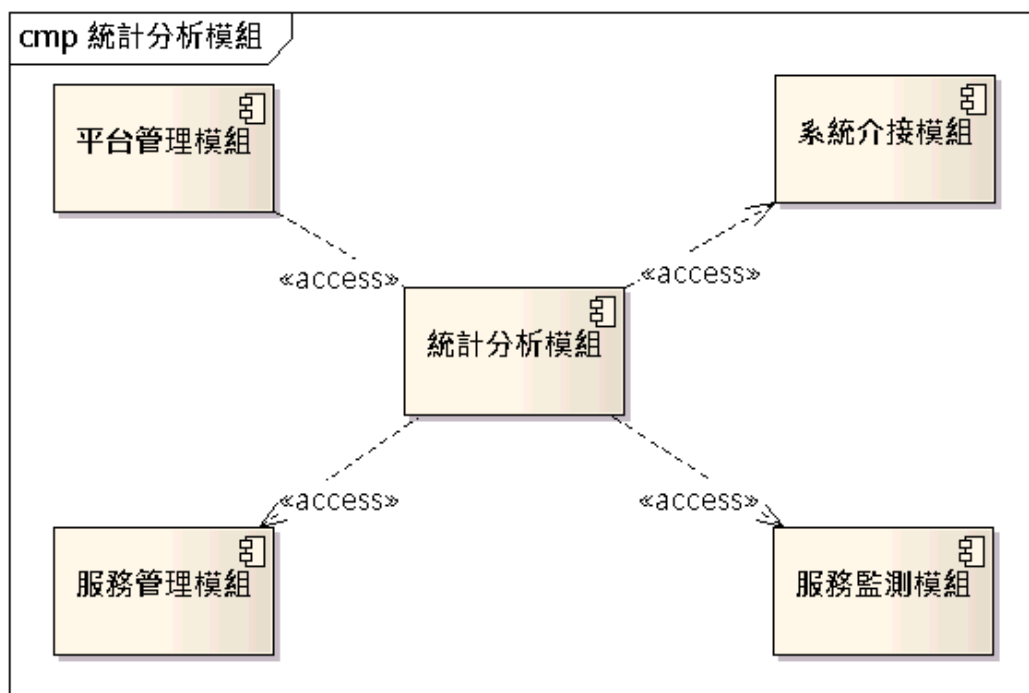 cmp 統計分析模組
平台管理模組
系統介接模組
«access»
«access»
統計分析模組
«access»
«access»
服務管理模組
服務監測模組